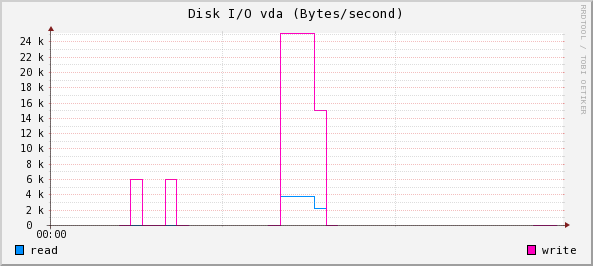 Disk I/O vda (Bytes/second)
RRDTOOL / TOBI OETIKER
24 k
22 k
20 k
18 k
16 k
14 k
12 k
10 k
8 k
6 k
4 k
2 k
0
00:00
read
write